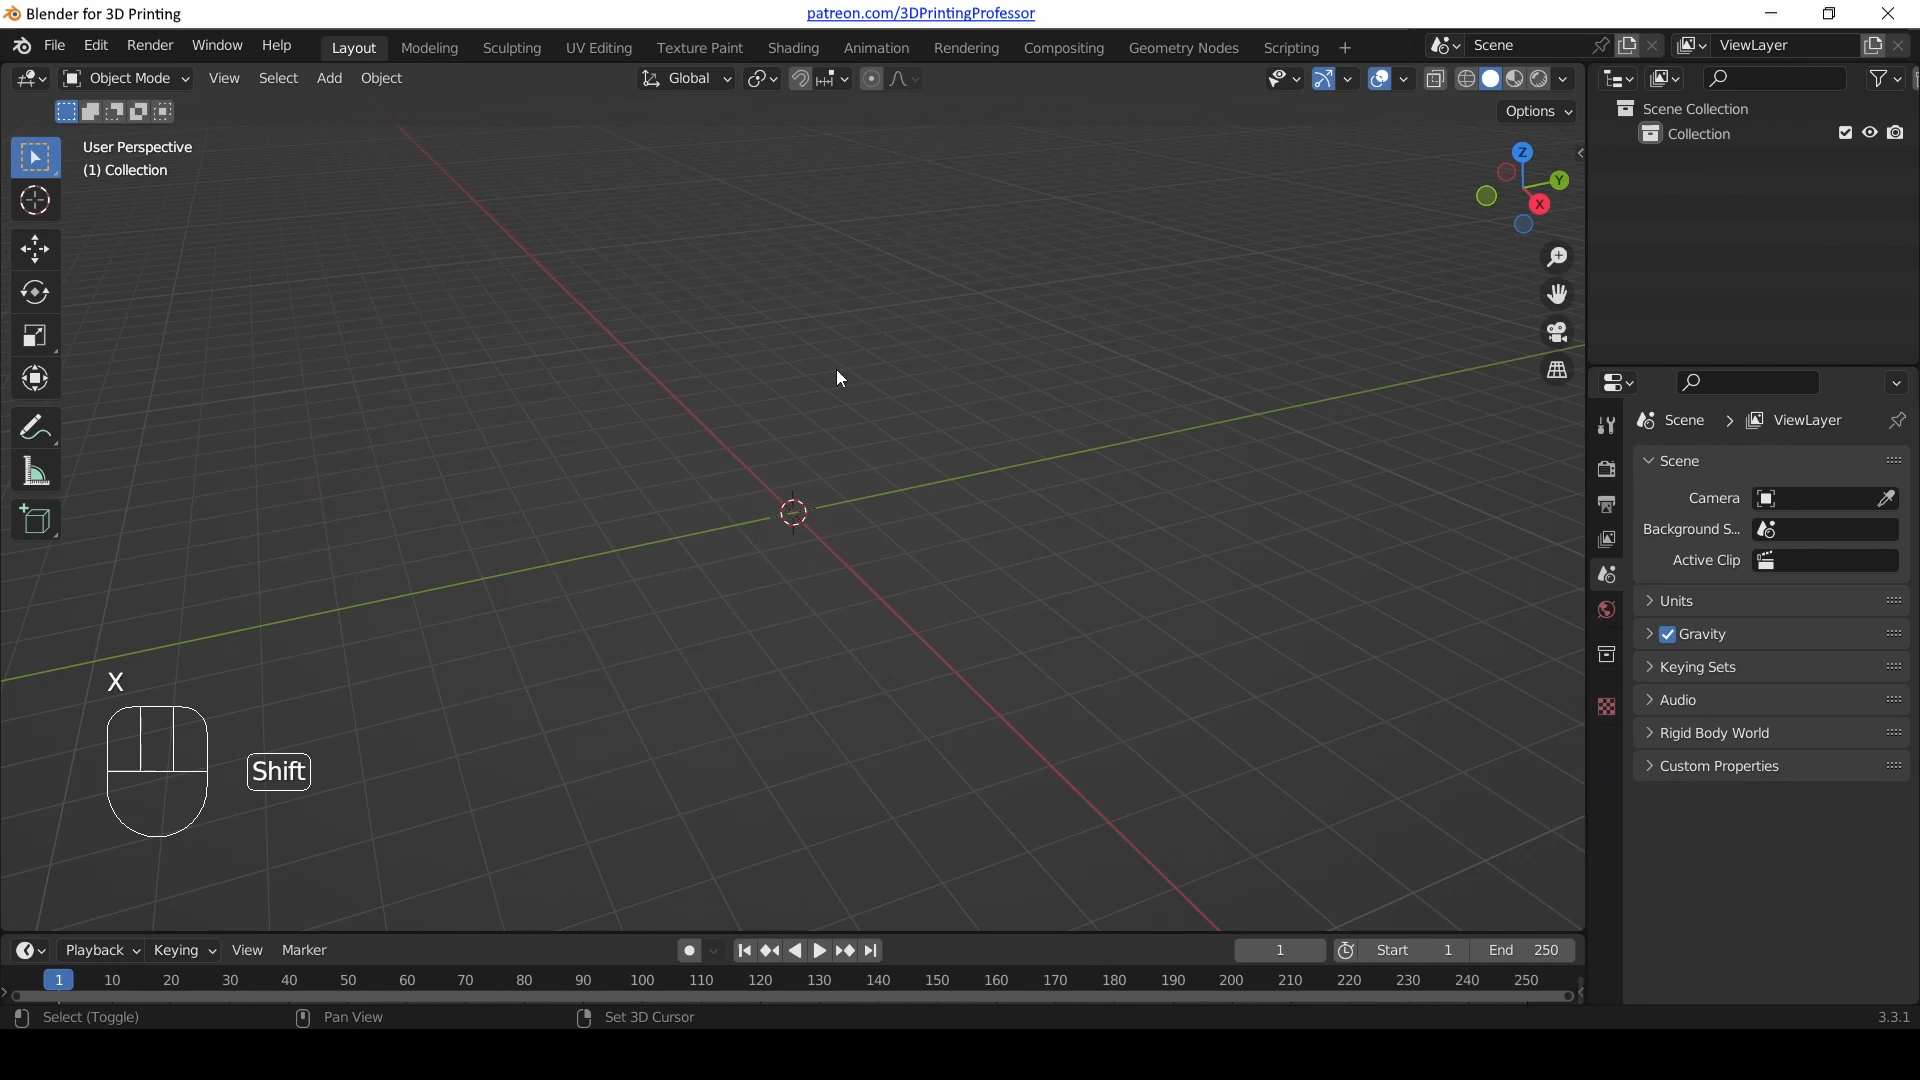 Blender for 3D Printing
patreon.com/3DPrintingProfessor
File Edit Render Window Help Layout Modeling Sculpting UV Editing Texture Paint Shading Animation Rendering Compositing Geometry Nodes Scripting + Scene ViewLayer
Object Mode View Select Add Object Global
Options
User Perspective
(1) Collection
Z
Y
X
Scene Collection
Collection
Scene > ViewLayer
Scene
Camera
Background S...
Active Clip
Units
Gravity
Keying Sets
Audio
Rigid Body World
Custom Properties
X
Shift
Playback Keying View Marker 1 Start 1 End 250
1 10 20 30 40 50 60 70 80 90 100 110 120 130 140 150 160 170 180 190 200 210 220 230 240 250
Select (Toggle) Pan View Set 3D Cursor 3.3.1